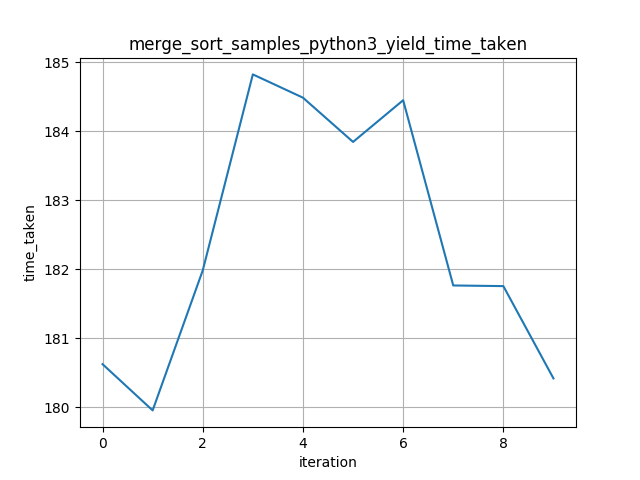 merge_sort_samples_python3_yield_time_taken
185
184
183
182
181
180
time_taken
0 2 4 6 8
iteration